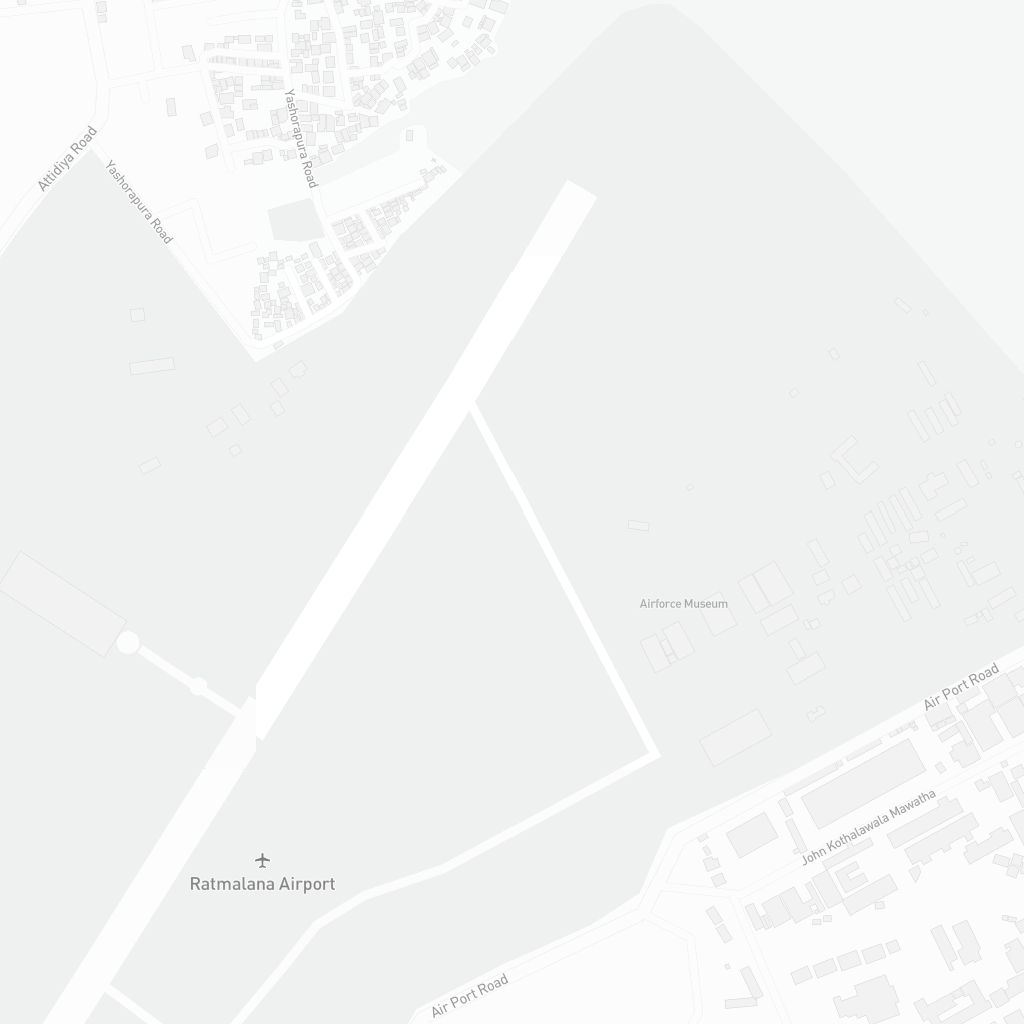 Yashorapura Road
Attidiya Road
Yashorapura Road
Airforce Museum
Air Port Road
John Kothalawala Mawatha
Ratmalana Airport
Air Port Road